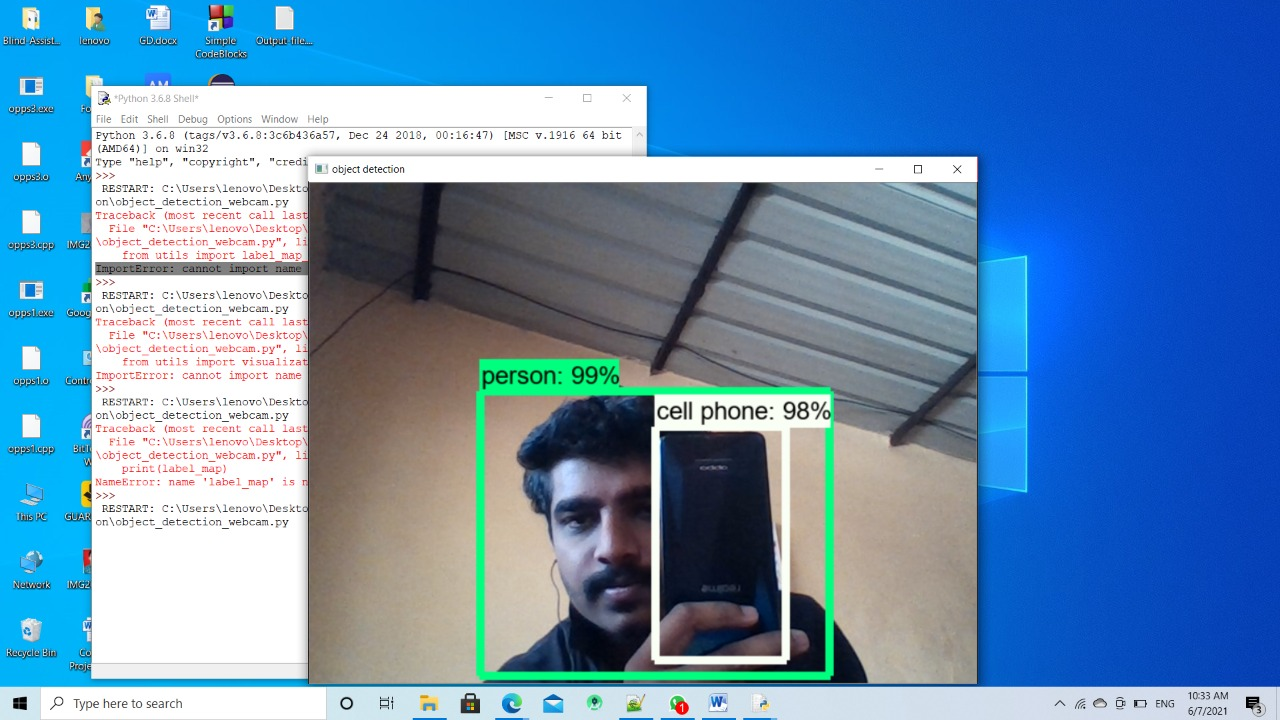 Blind-Assist...
lenovo
GD.docx
Simple CodeBlocks
Output-file....
opps3.exe
opps3.o
opps3.cpp
opps1.exe
opps1.o
opps1.cpp
This PC
Network
Recycle Bin
*Python 3.6.8 Shell*
File Edit Shell Debug Options Window Help
Python 3.6.8 (tags/v3.6.8:3c6b436a57, Dec 24 2018, 00:16:47) [MSC v.1916 64 bit
(AMD64)] on win32
Type "help", "copyright", "credi
>>>
RESTART: C:\Users\lenovo\Deskto
on\object_detection_webcam.py
Traceback (most recent call last
File "C:\Users\lenovo\Desktop\
\object_detection_webcam.py", li
from utils import label_map_
ImportError: cannot import name
>>>
RESTART: C:\Users\lenovo\Deskto
on\object_detection_webcam.py
Traceback (most recent call last
File "C:\Users\lenovo\Desktop\
\object_detection_webcam.py", li
from utils import visualizat
ImportError: cannot import name
>>>
RESTART: C:\Users\lenovo\Deskto
on\object_detection_webcam.py
Traceback (most recent call last
File "C:\Users\lenovo\Desktop\
\object_detection_webcam.py", li
print(label_map)
NameError: name 'label_map' is n
>>>
RESTART: C:\Users\lenovo\Deskto
on\object_detection_webcam.py
object detection
person: 99%
cell phone: 98%
oppo
realme
Type here to search
1
ENG
10:33 AM
6/7/2021
3